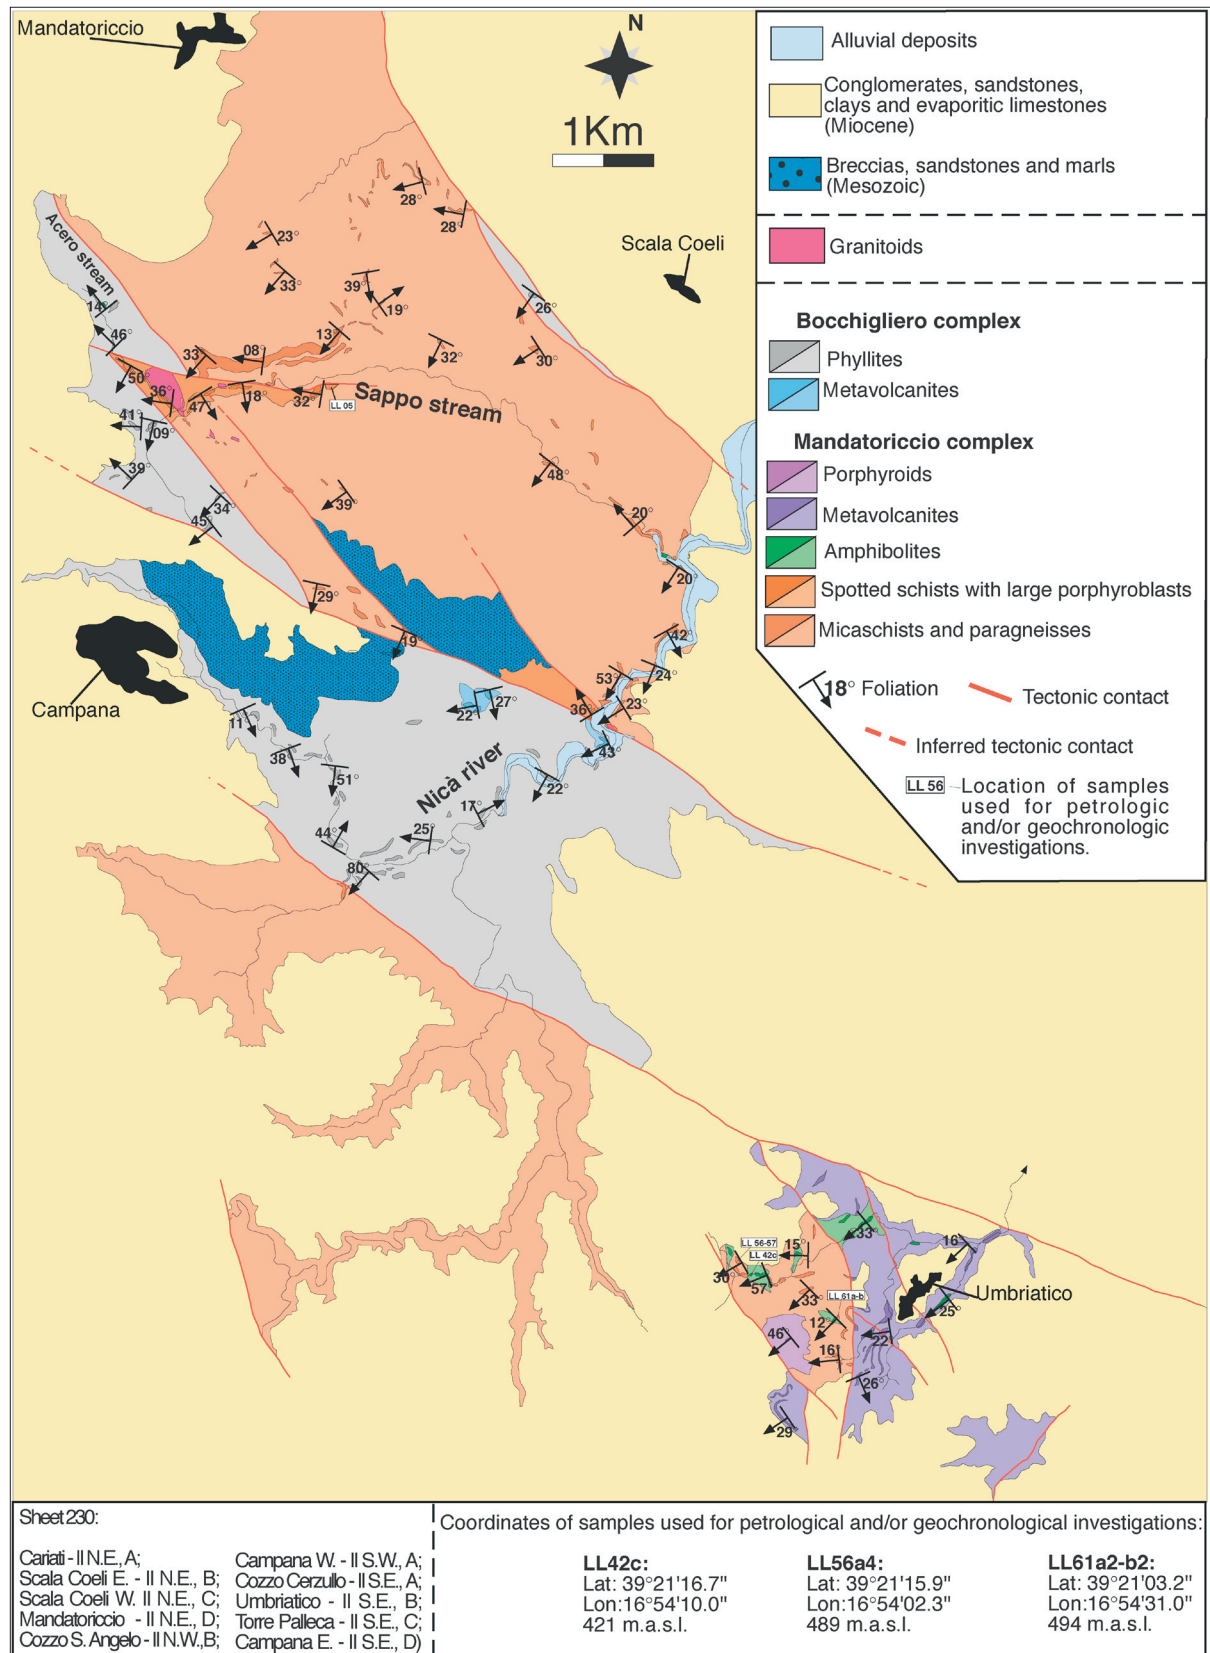 Mandatoriccio
N
1Km
Scala Coeli
Acero stream
Sappo stream
Nicà river
Campana
Umbriatico
28°
28°
23°
33°
39°
19°
26°
14°
46°
13°
33°
08°
32°
30°
50°
36°
47°
18°
32°
LL 05
41°
09°
39°
34°
45°
39°
48°
20°
20°
29°
19°
42°
24°
53°
23°
36°
43°
22°
27°
11°
38°
51°
22°
17°
25°
44°
80°
LL 56-57
LL 42c
15°
33°
16°
30°
57°
33°
LL 61a-b
12°
25°
46°
22°
16°
26°
29°
Alluvial deposits
Conglomerates, sandstones,
clays and evaporitic limestones
(Miocene)
Breccias, sandstones and marls
(Mesozoic)
Granitoids
Bocchigliero complex
Phyllites
Metavolcanites
Mandatoriccio complex
Porphyroids
Metavolcanites
Amphibolites
Spotted schists with large porphyroblasts
Micaschists and paragneisses
18° Foliation
Tectonic contact
Inferred tectonic contact
LL 56 Location of samples
used for petrologic
and/or geochronologic
investigations.
Sheet 230:
Cariati - II N.E., A;
Scala Coeli E. - II N.E., B;
Scala Coeli W. II N.E., C;
Mandatoriccio - II N.E., D;
Cozzo S. Angelo - II N.W.,B;
Campana W. - II S.W., A;
Cozzo Cerzullo - II S.E., A;
Umbriatico - II S.E., B;
Torre Palleca - II S.E., C;
Campana E. - II S.E., D)
Coordinates of samples used for petrological and/or geochronological investigations:
LL42c:
Lat: 39°21'16.7"
Lon:16°54'10.0"
421 m.a.s.l.
LL56a4:
Lat: 39°21'15.9"
Lon:16°54'02.3"
489 m.a.s.l.
LL61a2-b2:
Lat: 39°21'03.2"
Lon:16°54'31.0"
494 m.a.s.l.